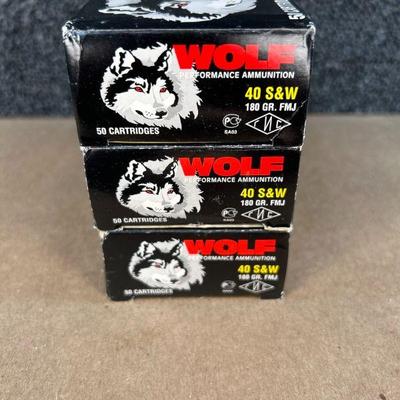 WOLF
PERFORMANCE AMMUNITION
40 S&W
180 GR. FMJ
50 CARTRIDGES
WOLF
PERFORMANCE AMMUNITION
40 S&W
180 GR. FMJ
50 CARTRIDGES
WOLF
PERFORMANCE AMMUNITION
40 S&W
180 GR. FMJ
50 CARTRIDGES